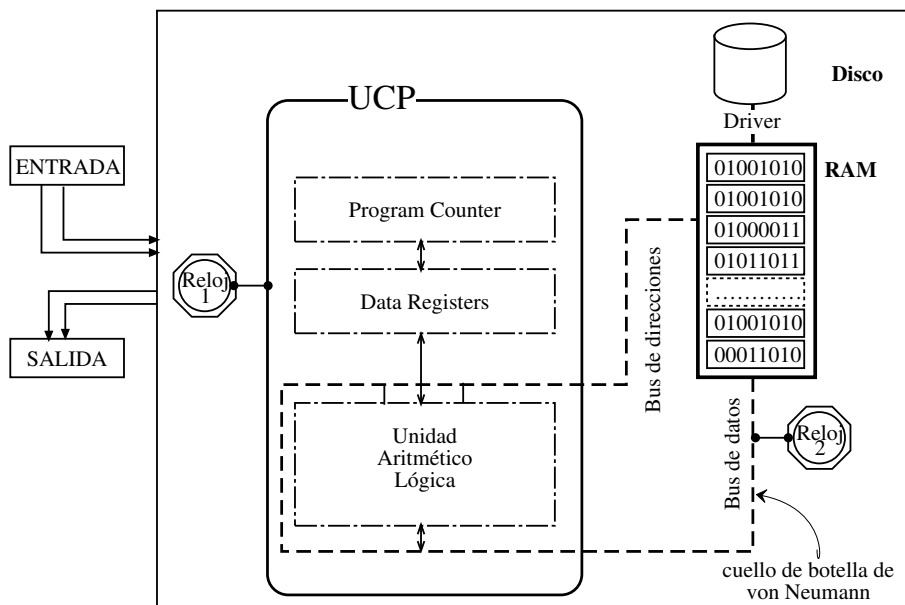 UCP
Disco
Driver
ENTRADA
RAM
01001010
01001010
01000011
01011011
............
01001010
00011010
Program Counter
Reloj
1
Data Registers
SALIDA
Bus de direcciones
Unidad
Aritmético
Lógica
Bus de datos
Reloj
2
cuello de botella de
von Neumann